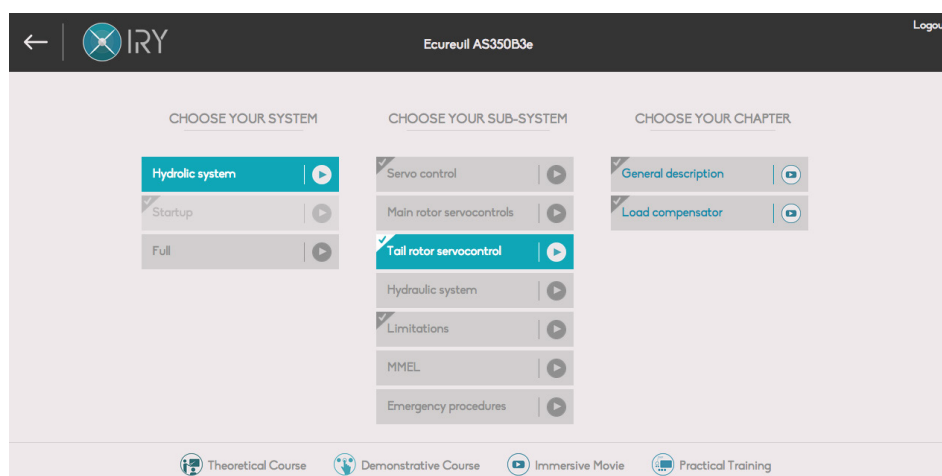 IRY
Ecureuil AS350B3e
CHOOSE YOUR SYSTEM
Hydrolic system
Startup
Full
CHOOSE YOUR SUB-SYSTEM
Servo control
Main rotor servocontrols
Tail rotor servocontrol
Hydraulic system
Limitations
MMEL
Emergency procedures
CHOOSE YOUR CHAPTER
General description
Load compensator
Theoretical Course
Demonstrative Course
Immersive Movie
Practical Training